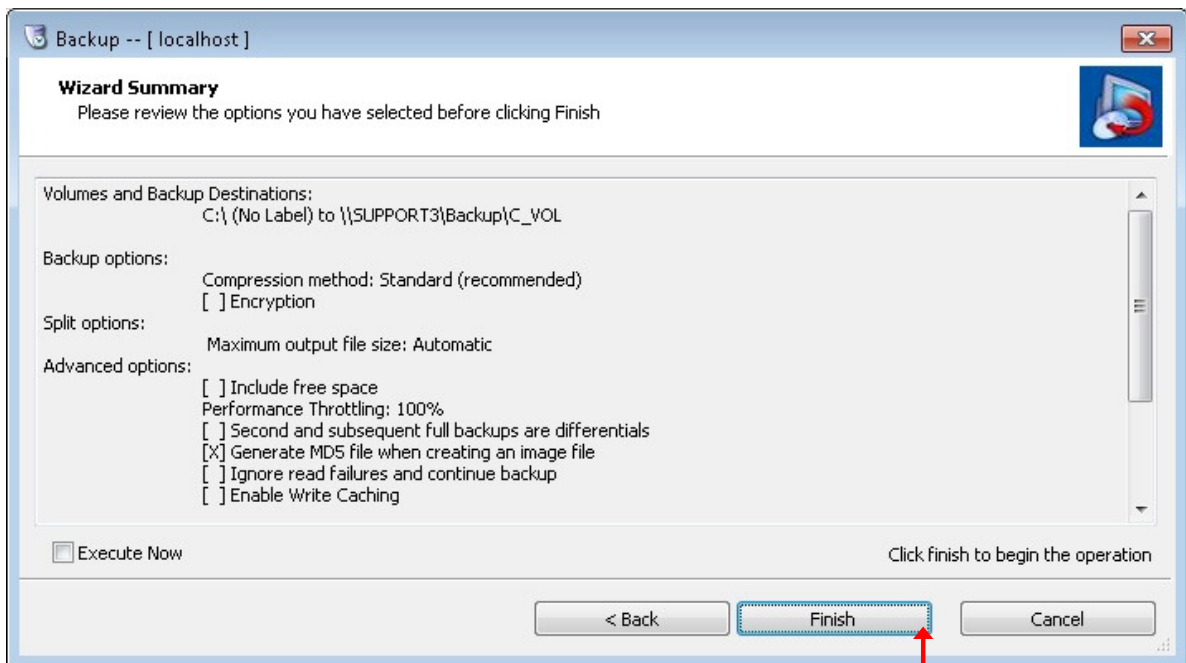 Backup -- [ localhost ]
Wizard Summary
Please review the options you have selected before clicking Finish
Volumes and Backup Destinations:
C:\ (No Label) to \\SUPPORT3\Backup\C_VOL
Backup options:
Compression method: Standard (recommended)
[ ] Encryption
Split options:
Maximum output file size: Automatic
Advanced options:
[ ] Include free space
Performance Throttling: 100%
[ ] Second and subsequent full backups are differentials
[X] Generate MD5 file when creating an image file
[ ] Ignore read failures and continue backup
[ ] Enable Write Caching
Execute Now
Click finish to begin the operation
< Back
Finish
Cancel